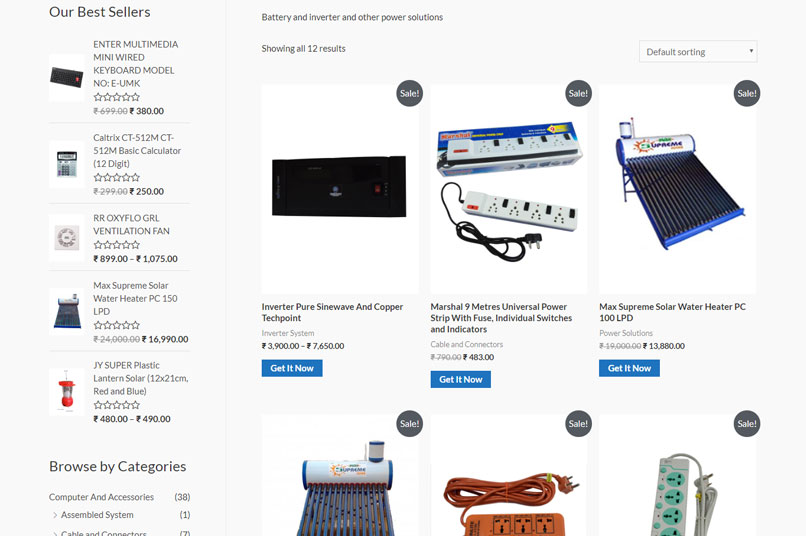 Our Best Sellers
ENTER MULTIMEDIA
MINI WIRED
KEYBOARD MODEL
NO: E-UMK
₹ 699.00 ₹ 380.00
Caltrix CT-512M CT-
512M Basic Calculator
(12 Digit)
₹ 299.00 ₹ 250.00
RR OXYFLO GRL
VENTILATION FAN
₹ 899.00 – ₹ 1,075.00
Max Supreme Solar
Water Heater PC 150
LPD
₹ 24,000.00 ₹ 16,990.00
JY SUPER Plastic
Lantern Solar (12x21cm,
Red and Blue)
₹ 480.00 – ₹ 490.00
Browse by Categories
Computer And Accessories (38)
Assembled System (1)
Cable and Connectors (7)
Battery and inverter and other power solutions
Showing all 12 results
Default sorting
Sale!
Sale!
Marshal
9
Sale!
SUPREME
Inverter Pure Sinewave And Copper
Techpoint
Inverter System
₹ 3,900.00 – ₹ 7,650.00
Get It Now
Marshal 9 Metres Universal Power
Strip With Fuse, Individual Switches
and Indicators
Cable and Connectors
₹ 790.00 ₹ 483.00
Get It Now
Max Supreme Solar Water Heater PC
100 LPD
Power Solutions
₹ 19,000.00 ₹ 13,880.00
Get It Now
Sale!
SUPREME
Sale!
Sale!